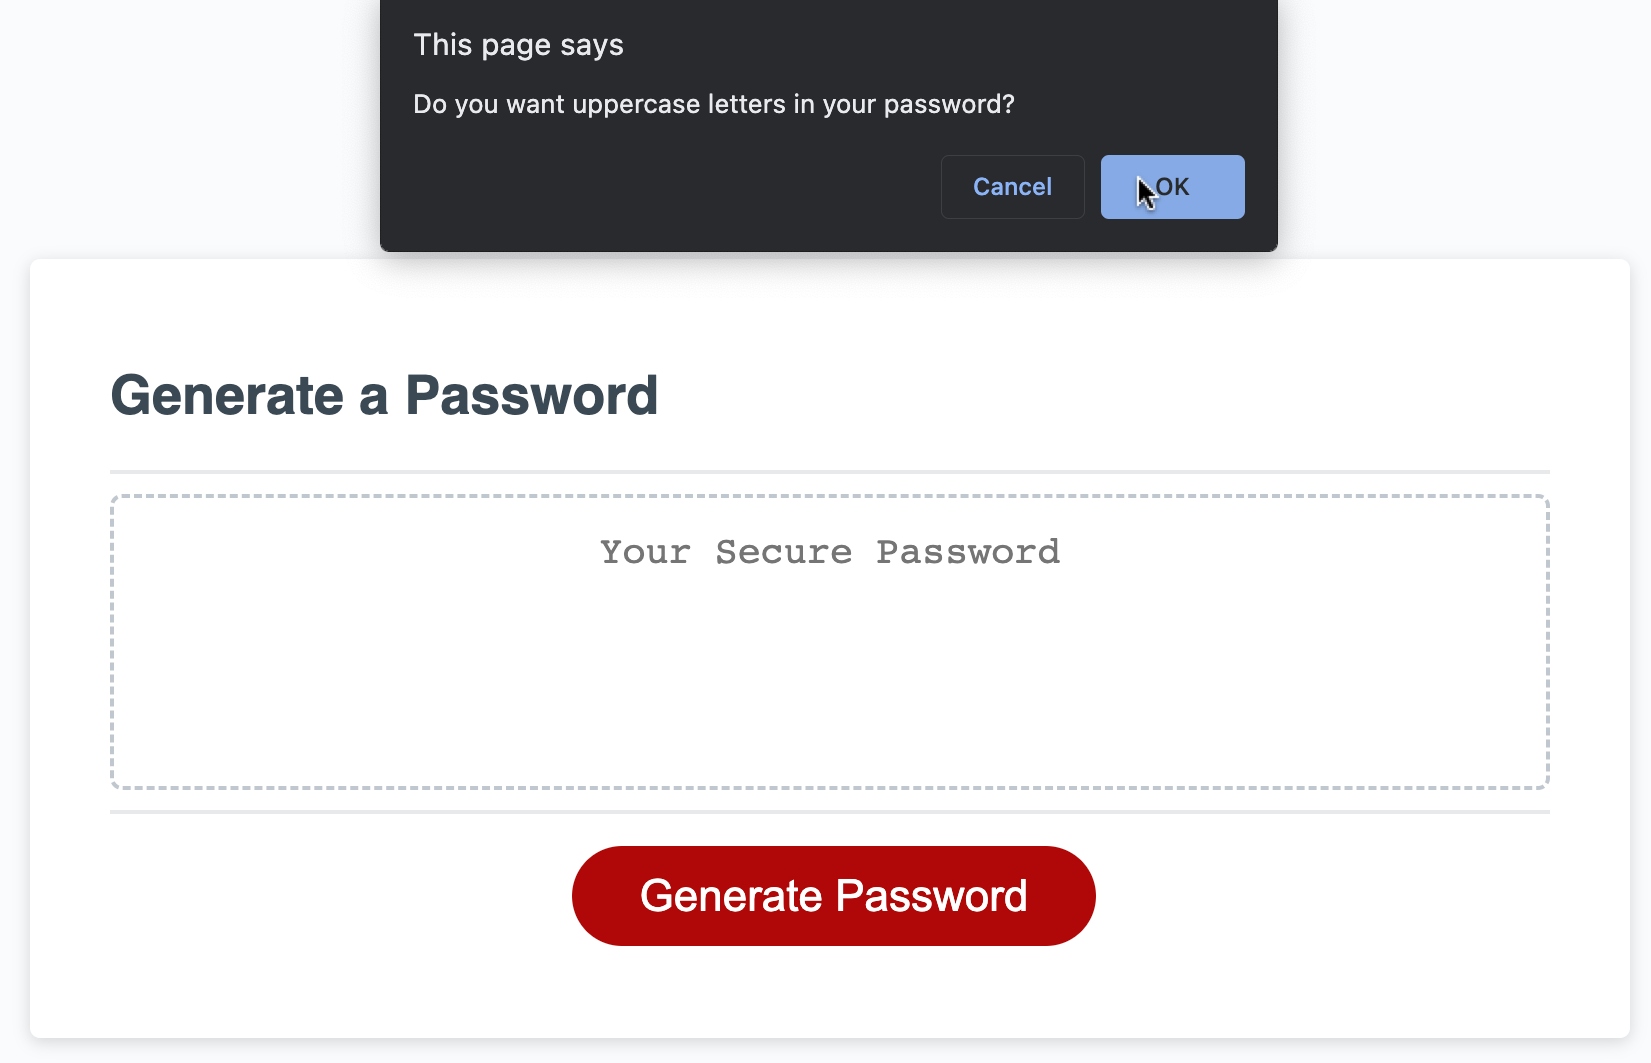 This page says
Do you want uppercase letters in your password?
Cancel
OK
Generate a Password
Your Secure Password
Generate Password